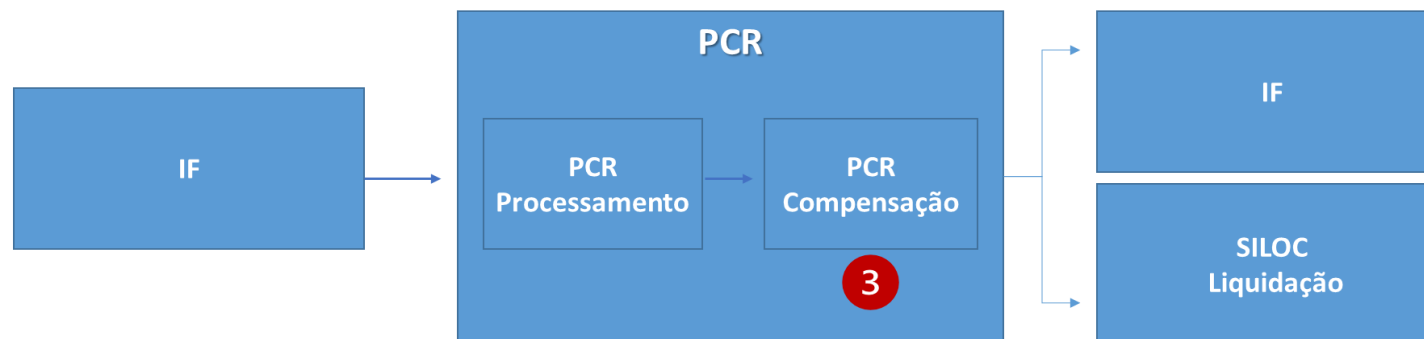 IF
PCR
PCR
Processamento
PCR
Compensação
3
IF
SILOC
Liquidação